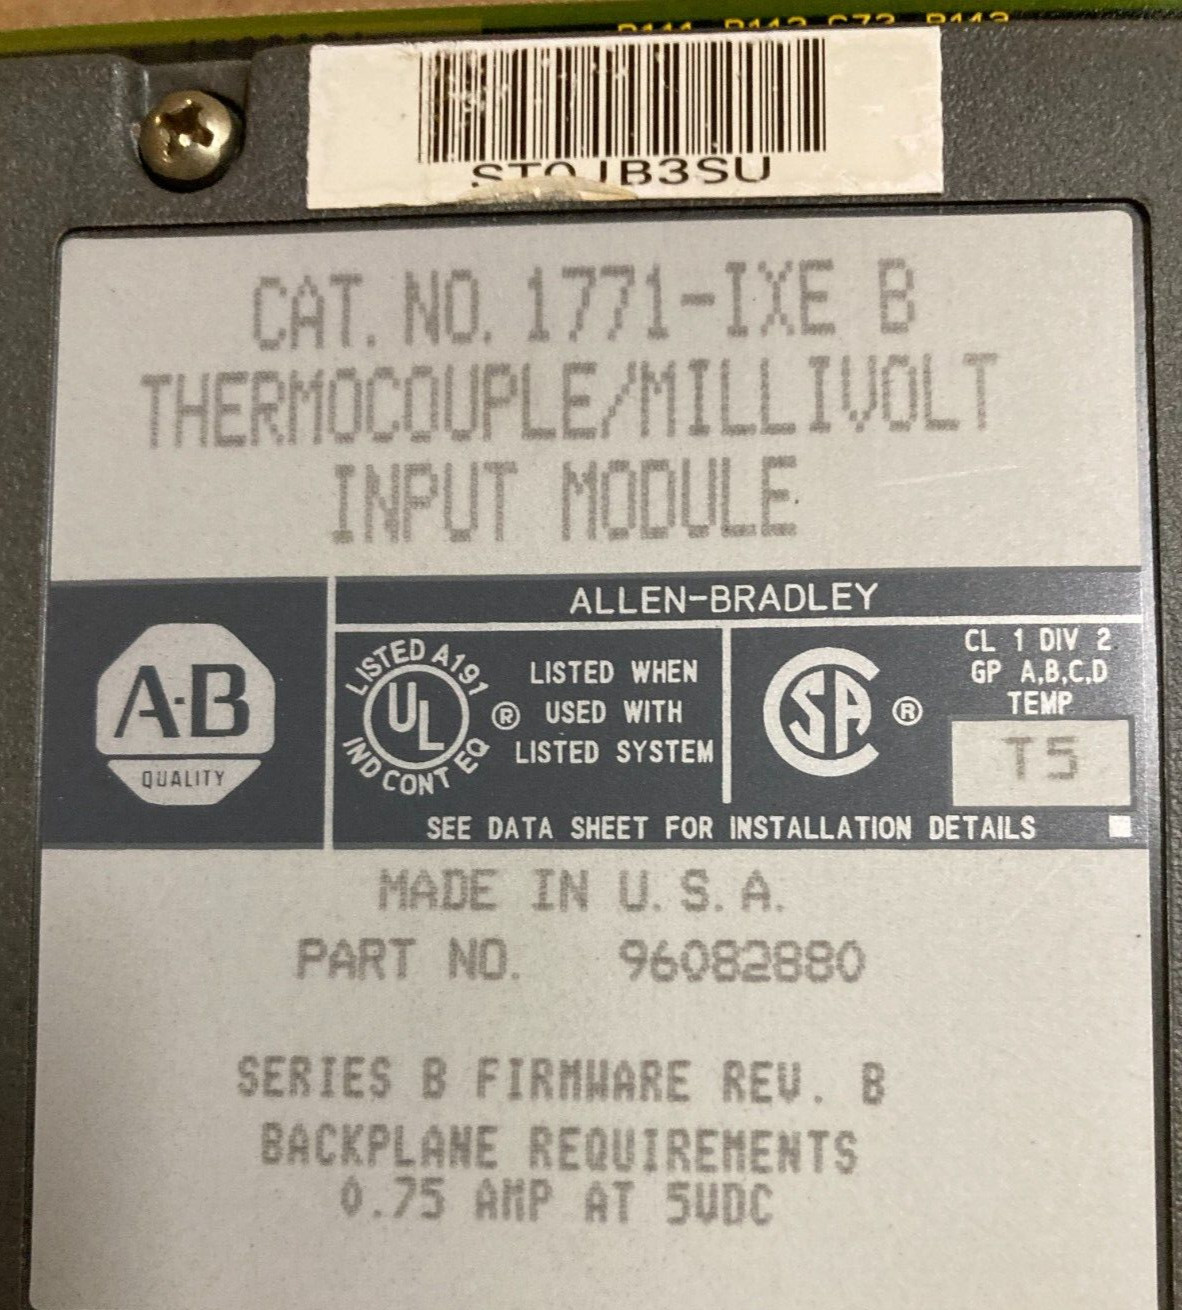 CAT. NO. 1771-IXE B
THERMOCOUPLE/MILLIVOLT
INPUT MODULE
ALLEN-BRADLEY
A-B
QUALITY
LISTED A191
UL
IND CONT EQ
®
LISTED WHEN
USED WITH
LISTED SYSTEM
SA
®
CL 1 DIV 2
GP A,B,C,D
TEMP
T5
SEE DATA SHEET FOR INSTALLATION DETAILS
MADE IN U.S.A.
PART NO. 96082880
SERIES B FIRMWARE REV. B
BACKPLANE REQUIREMENTS
0.75 AMP AT 5VDC